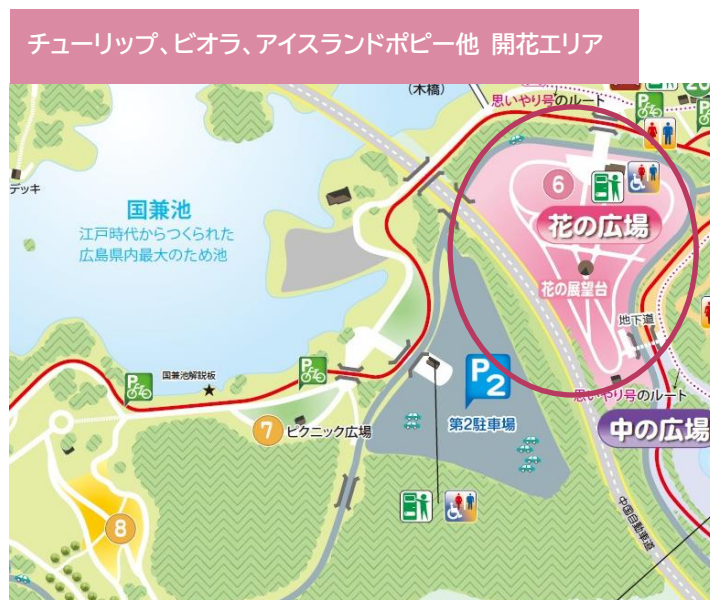 チューリップ、ビオラ、アイスランドポピー他 開花エリア
(木橋)
思いやり号のルート
デッキ
国兼池
江戸時代からつくられた
広島県内最大のため池
6
花の広場
花の展望台
地下道
P
P
P
国兼池解説板
P2
思いやり号のルート
7
ピクニック広場
第2駐車場
中の広場
8
中国自動車道